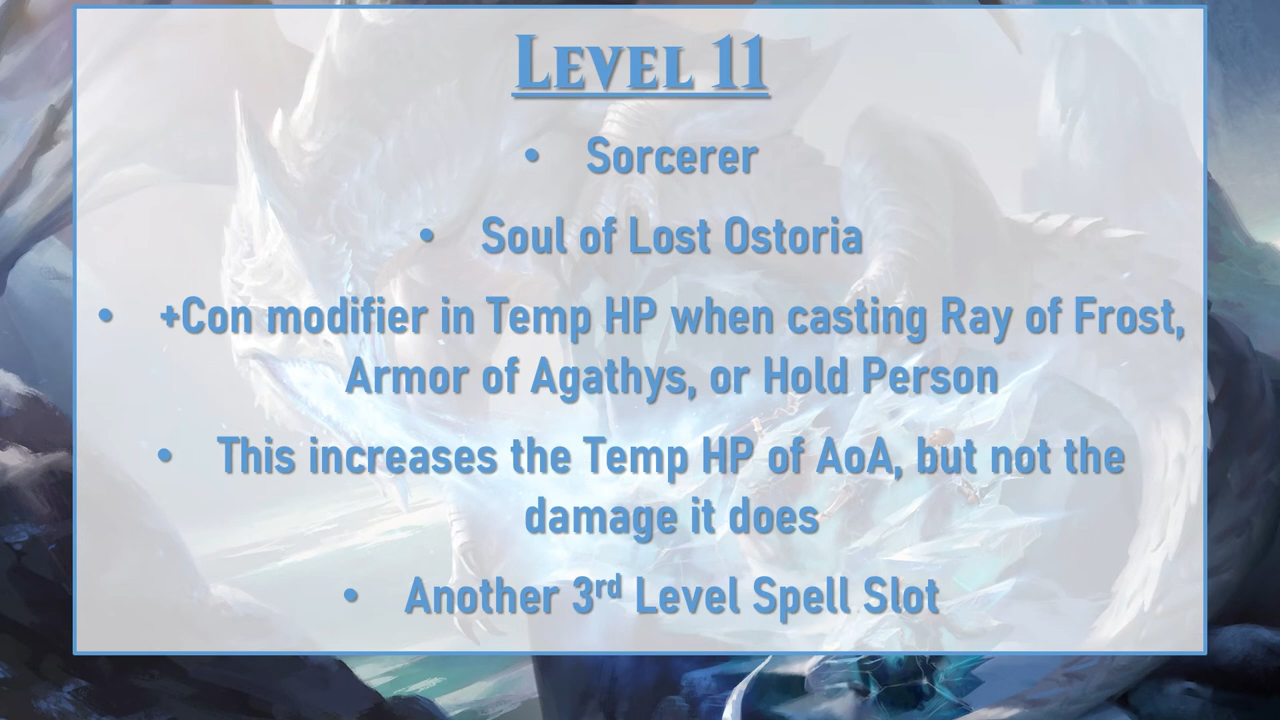 Level 11
• Sorcerer
• Soul of Lost Ostoria
• +Con modifier in Temp HP when casting Ray of Frost,
Armor of Agathys, or Hold Person
• This increases the Temp HP of AoA, but not the
damage it does
• Another 3rd Level Spell Slot